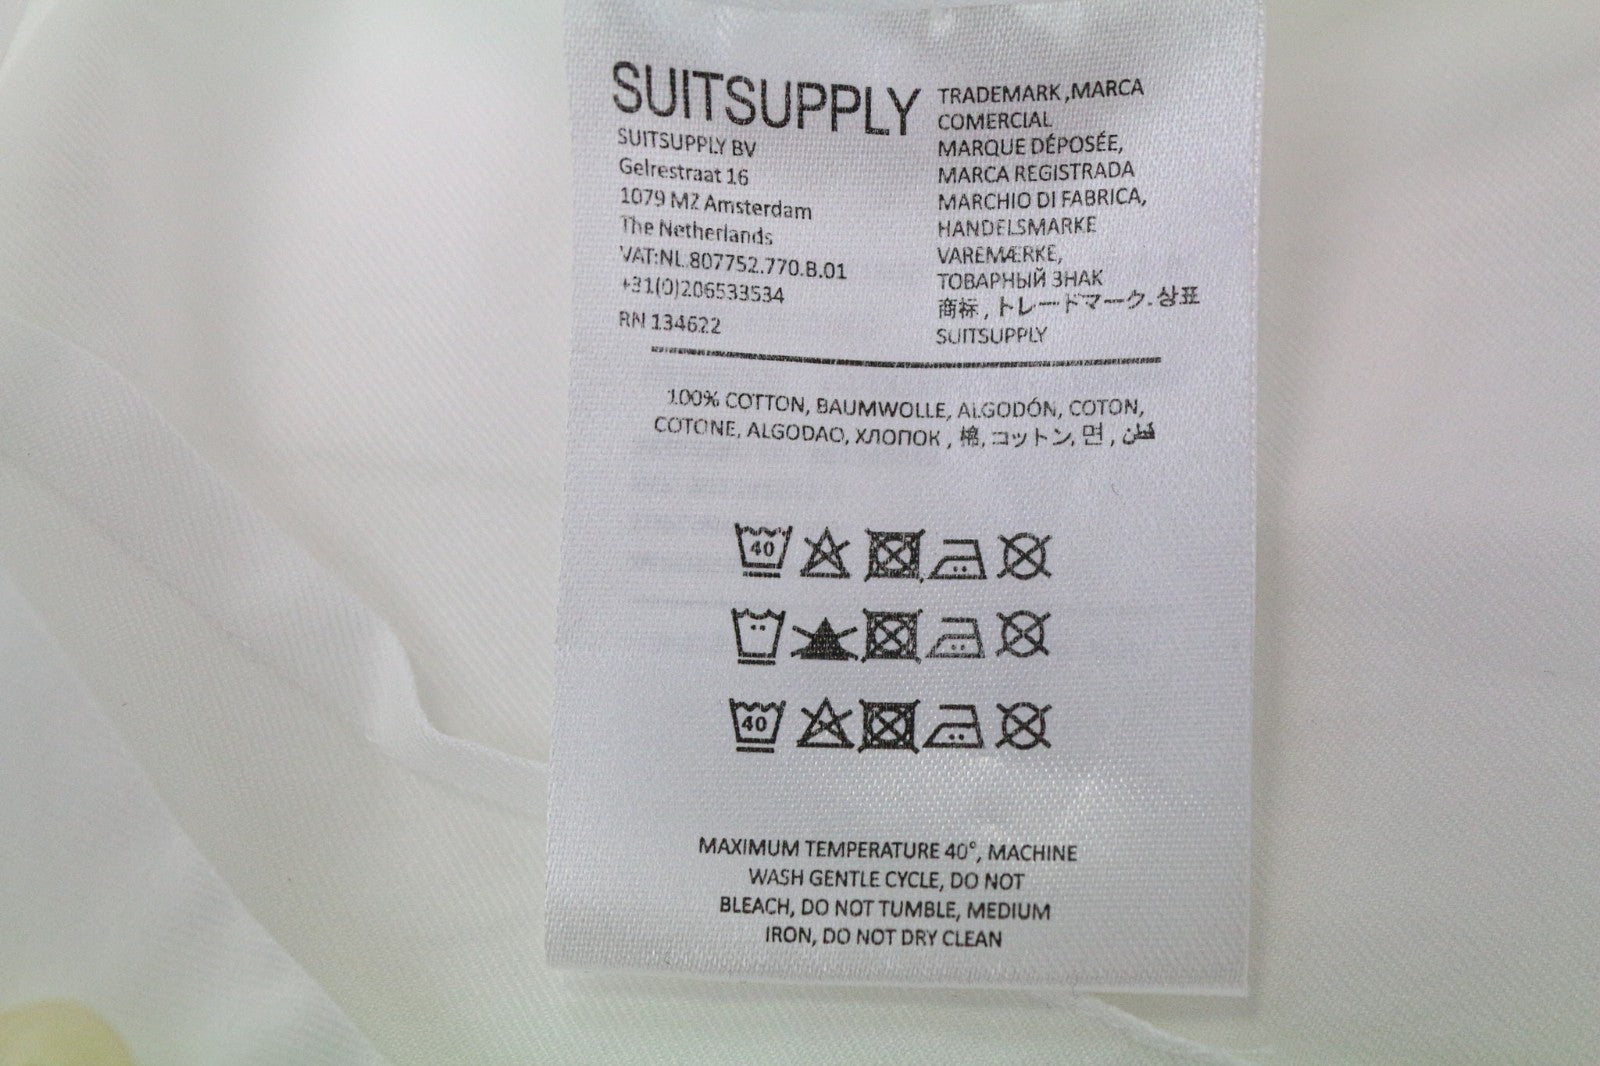 SUITSUPPLY
SUITSUPPLY BV
Gelrestraat 16
1079 MZ Amsterdam
The Netherlands
VAT:NL.807752.770.B.01
+31(0)206533534
RN 134622
TRADEMARK ,MARCA
COMERCIAL
MARQUE DÉPOSÉE,
MARCA REGISTRADA
MARCHIO DI FABRICA,
HANDELSMARKE
VAREMÆRKE,
ТОВАРНЫЙ ЗНАК
商标 , トレードマーク. 상표
SUITSUPPLY
100% COTTON, BAUMWOLLE, ALGODÓN, COTON,
COTONE, ALGODAO, ХЛОПОК , 棉, コットン, 면 , قطن
40
40
MAXIMUM TEMPERATURE 40°, MACHINE
WASH GENTLE CYCLE, DO NOT
BLEACH, DO NOT TUMBLE, MEDIUM
IRON, DO NOT DRY CLEAN